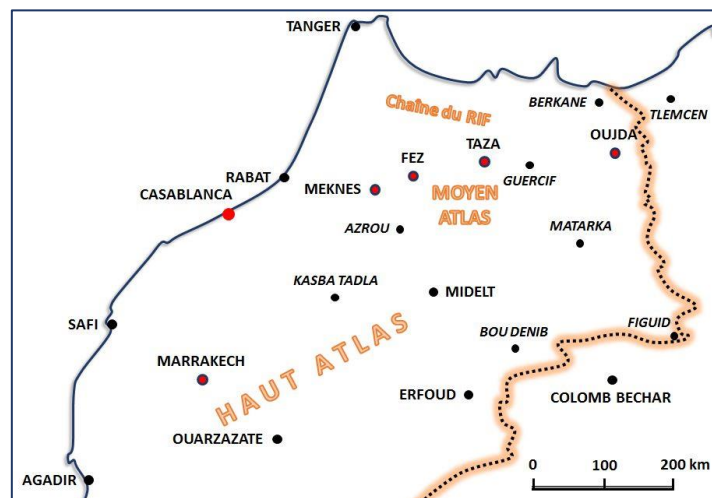 TANGER
Chaîne du RIF
BERKANE
TLEMCEN
OUJDA
TAZA
FEZ
GUERCIF
RABAT
MEKNES
CASABLANCA
MOYEN
ATLAS
AZROU
MATARKA
KASBA TADLA
MIDELT
SAFI
FIGUID
HAUT ATLAS
BOU DENIB
MARRAKECH
ERFOUD
COLOMB BECHAR
OUARZAZATE
AGADIR
0 100 200 km